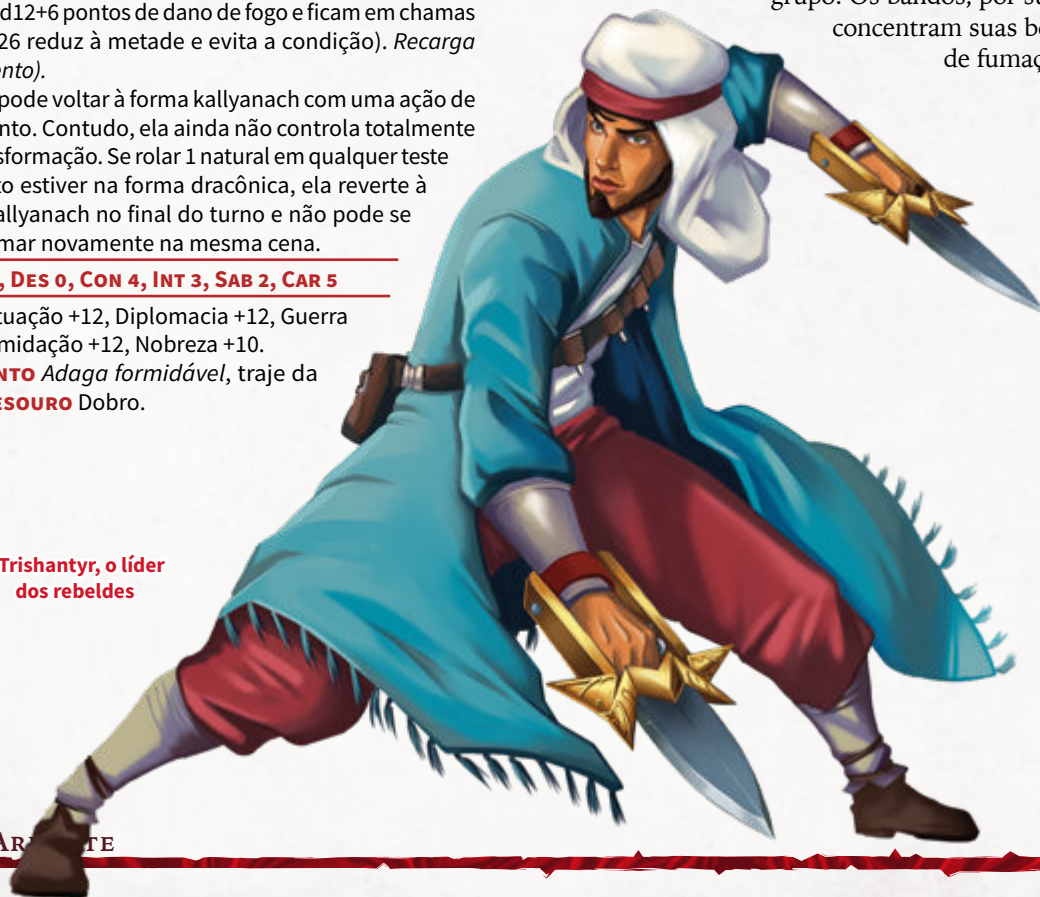 d12+6 pontos de dano de fogo e ficam em chamas
26 reduz à metade e evita a condição). Recarga
nto).
pode voltar à forma kallyanach com uma ação de
nto. Contudo, ela ainda não controla totalmente
sformação. Se rolar 1 natural em qualquer teste
to estiver na forma dracônica, ela reverte à
allyanach no final do turno e não pode se
mar novamente na mesma cena.
, Des 0, Con 4, Int 3, Sab 2, Car 5
tuação +12, Diplomacia +12, Guerra
midação +12, Nobreza +10.
nto Adaga formidável, traje da
esouro Dobro.
Trishantyr, o líder
dos rebeldes
grupo. Os bandos, por su
concentram suas bo
de fumaç